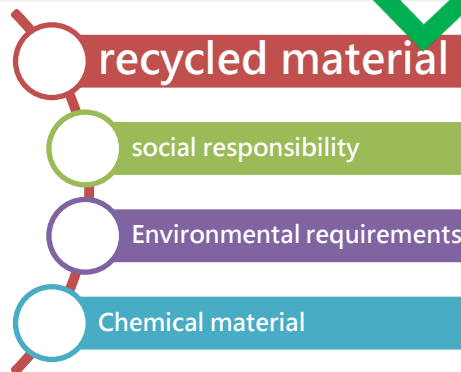 recycled material
social responsibility
Environmental requirements
Chemical material